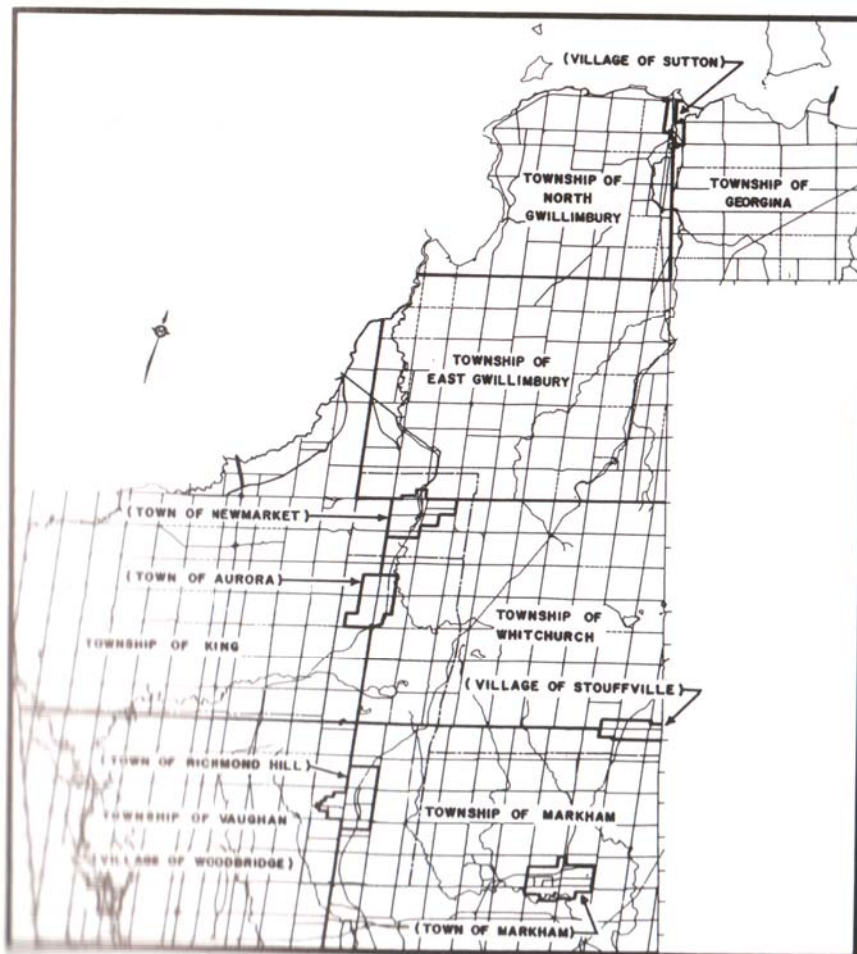 (VILLAGE OF SUTTON)
TOWNSHIP OF
NORTH
GWILLIMBURY
TOWNSHIP OF
GEORGINA
TOWNSHIP OF
EAST GWILLIMBURY
(TOWN OF NEWMARKET)
(TOWN OF AURORA)
TOWNSHIP OF
WHITCHURCH
TOWNSHIP OF KING
(VILLAGE OF STOUFFVILLE)
(TOWN OF RICHMOND HILL)
TOWNSHIP OF VAUGHAN
TOWNSHIP OF MARKHAM
(VILLAGE OF WOODBRIDGE)
(TOWN OF MARKHAM)